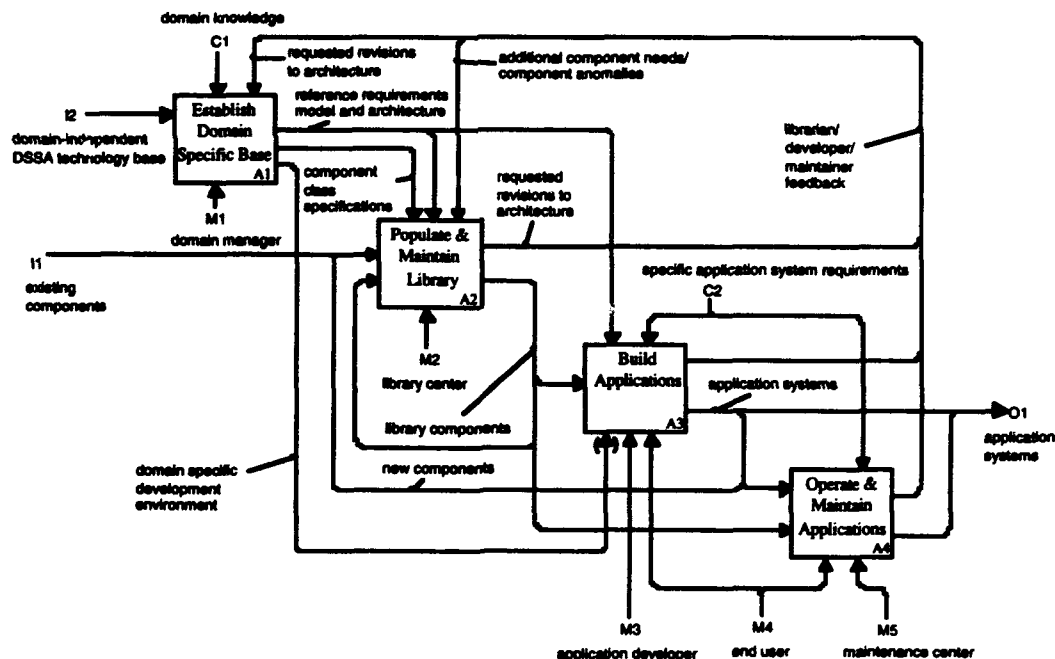 domain knowledge
C1
requested revisions
to architecture
additional component needs/
component anomalies
reference requirements
model and architecture
I2
domain-independent
DSSA technology base
Establish
Domain
Specific Base
A1
M1
domain manager
component
class
specifications
requested
revisions to
architecture
librarian/
developer/
maintainer
feedback
I1
existing
components
Populate &
Maintain
Library
A2
M2
library center
library components
specific application system requirements
C2
Build
Applications
A3
application systems
O1
application
systems
domain specific
development
environment
new components
( )
Operate &
Maintain
Applications
A4
M3
application developer
M4
end user
M5
maintenance center